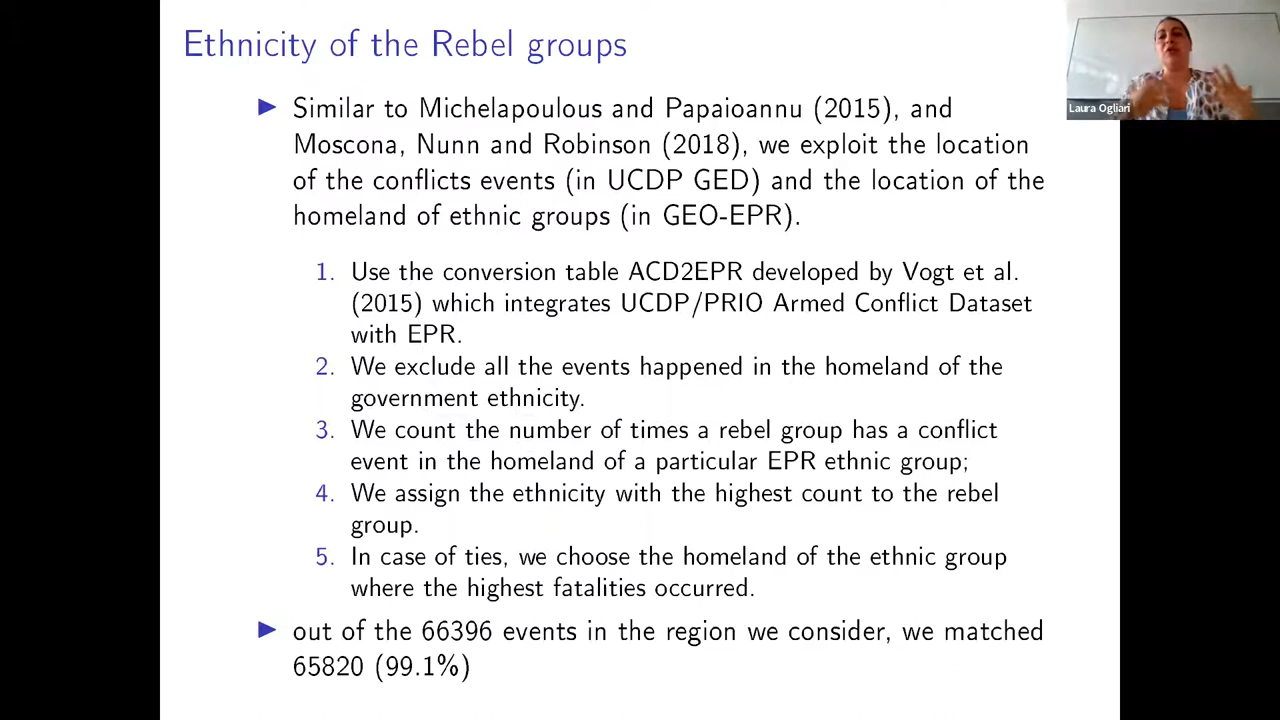 Ethnicity of the Rebel groups
Laura Ogliari
▶ Similar to Michelapoulous and Papaioannu (2015), and
Moscona, Nunn and Robinson (2018), we exploit the location
of the conflicts events (in UCDP GED) and the location of the
homeland of ethnic groups (in GEO-EPR).
1. Use the conversion table ACD2EPR developed by Vogt et al.
(2015) which integrates UCDP/PRIO Armed Conflict Dataset
with EPR.
2. We exclude all the events happened in the homeland of the
government ethnicity.
3. We count the number of times a rebel group has a conflict
event in the homeland of a particular EPR ethnic group;
4. We assign the ethnicity with the highest count to the rebel
group.
5. In case of ties, we choose the homeland of the ethnic group
where the highest fatalities occurred.
▶ out of the 66396 events in the region we consider, we matched
65820 (99.1%)